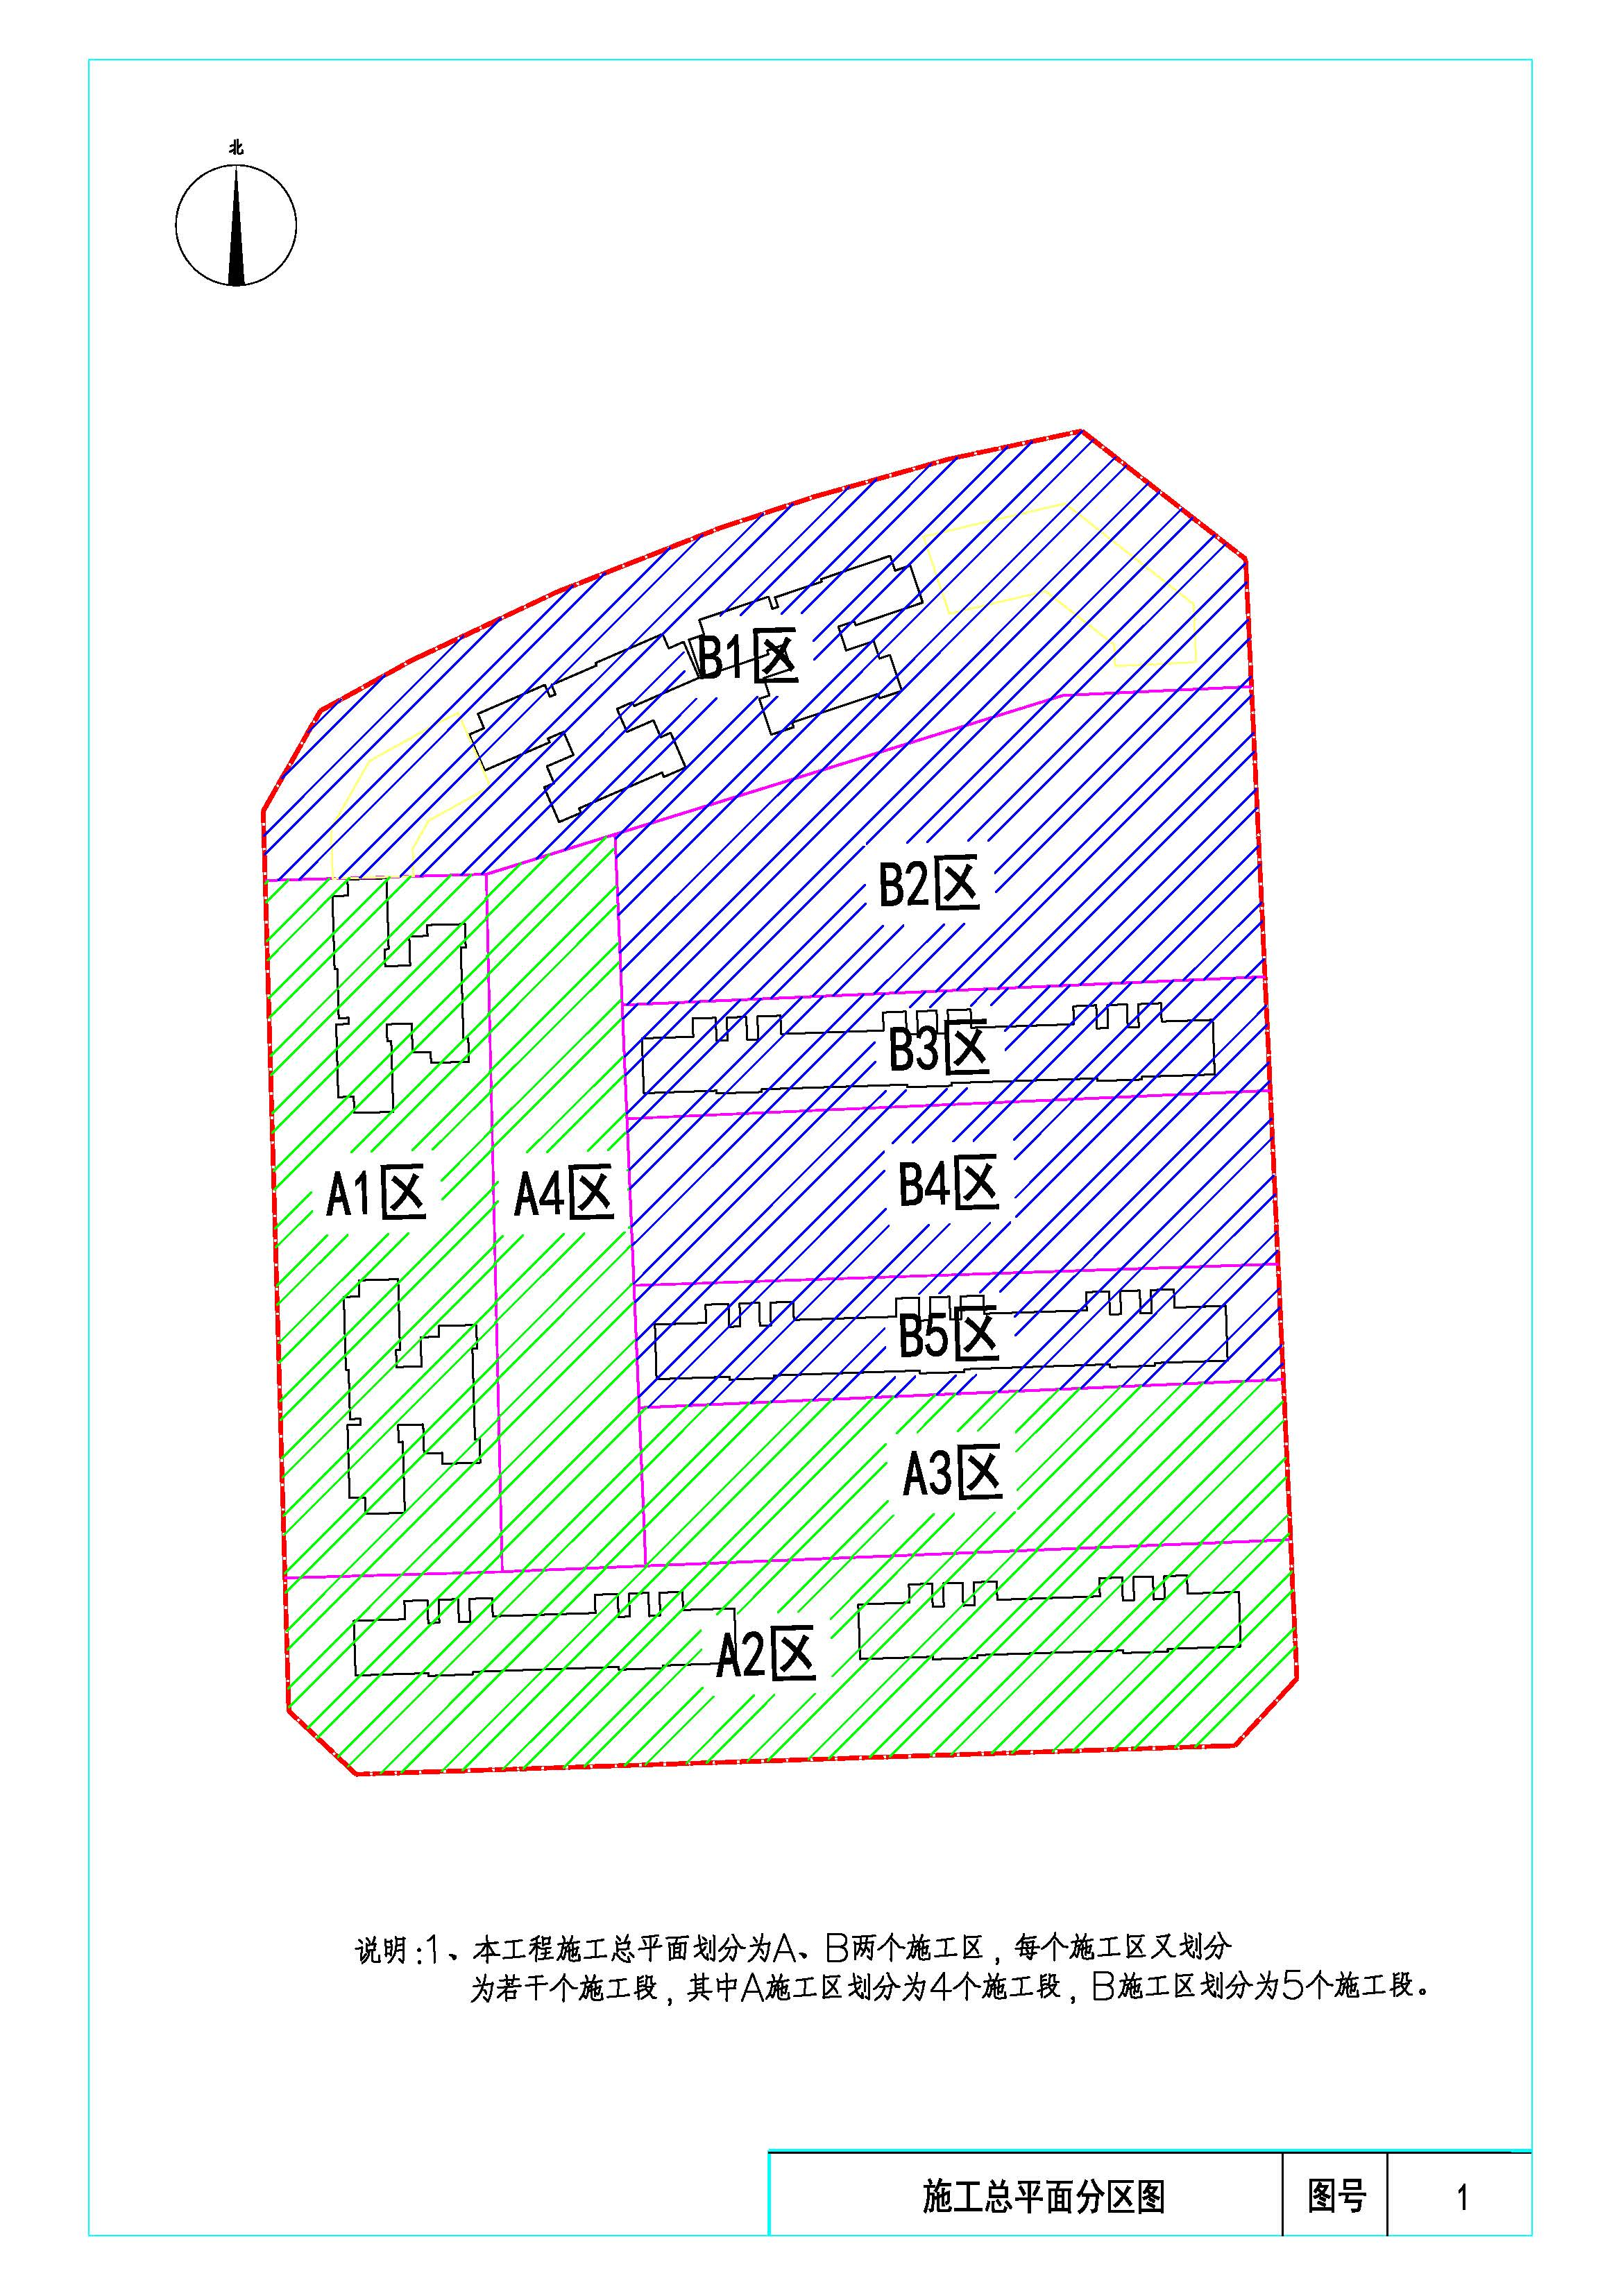 北
B1区
B2区
B3区
A1区
A4区
B4区
B5区
A3区
A2区
说明:1、本工程施工总平面划分为A、B两个施工区，每个施工区又划分
为若干个施工段，其中A施工区划分为4个施工段，B施工区划分为5个施工段。
施工总平面分区图
图号
1